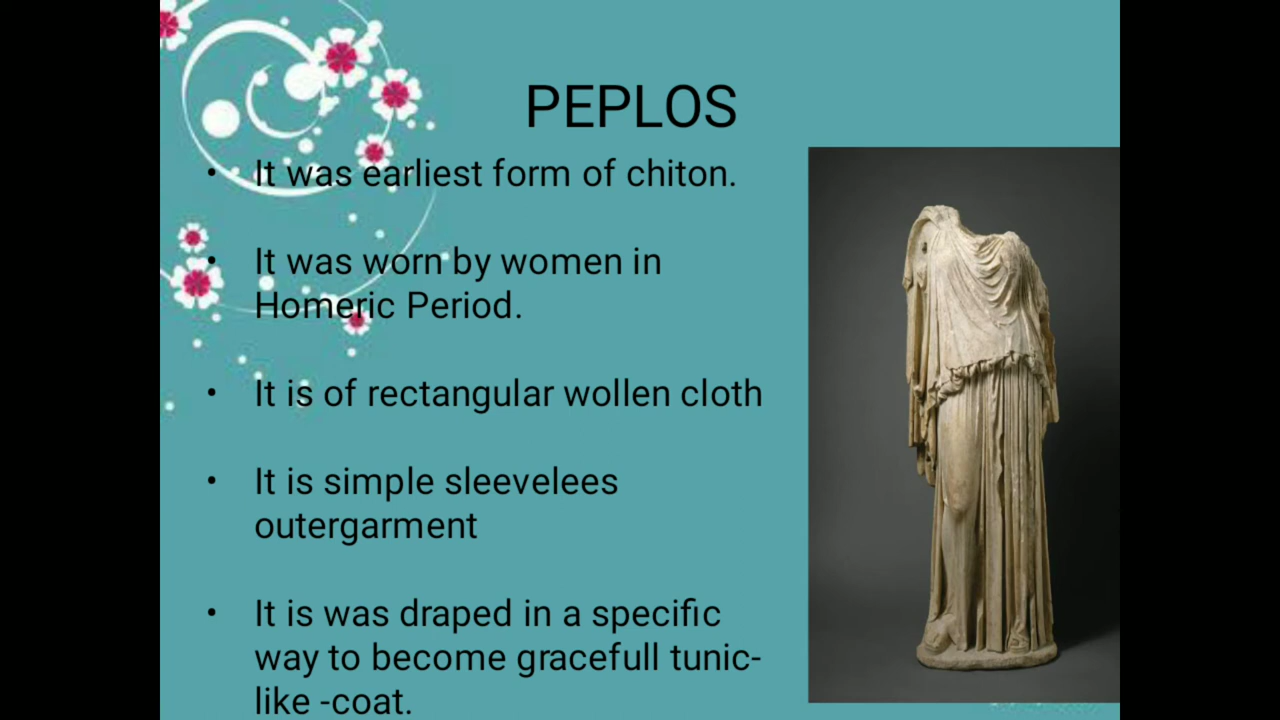 PEPLOS
• It was earliest form of chiton.
• It was worn by women in
Homeric Period.
• It is of rectangular wollen cloth
• It is simple sleevelees
outergarment
• It is was draped in a specific
way to become gracefull tunic-
like -coat.